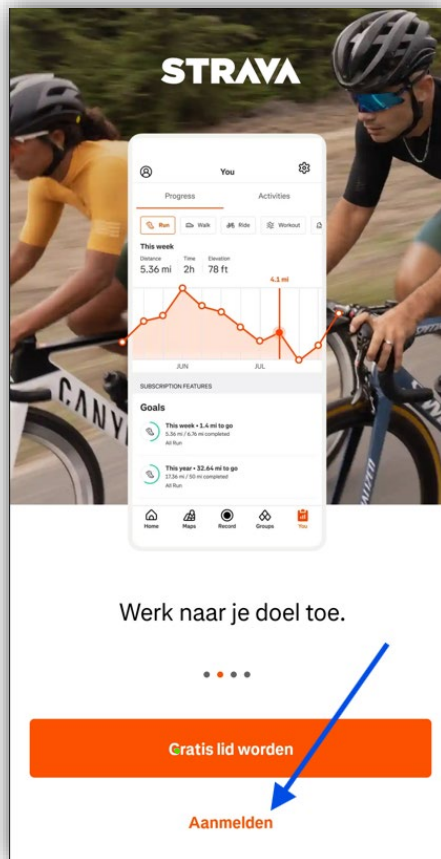 STRAVA
You
Progress Activities
Run Walk Ride Workout
This week
Distance Time Elevation
5.36 mi 2h 78 ft
4.1 mi
JUN JUL
SUBSCRIPTION FEATURES
Goals
This week • 1.4 mi to go
5.36 mi / 6.76 mi completed
All Run
This year • 32.64 mi to go
17.36 mi / 50 mi completed
All Run
Home Maps Record Groups You
CANY
Werk naar je doel toe.
Gratis lid worden
Aanmelden